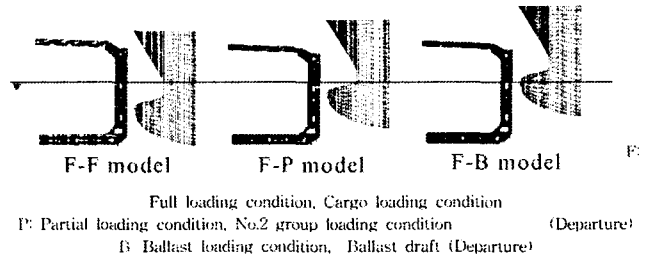 F-F model F-P model F-B model
F:
Full loading condition, Cargo loading condition
P: Partial loading condition, No.2 group loading condition (Departure)
B Ballast loading condition, Ballast draft (Departure)